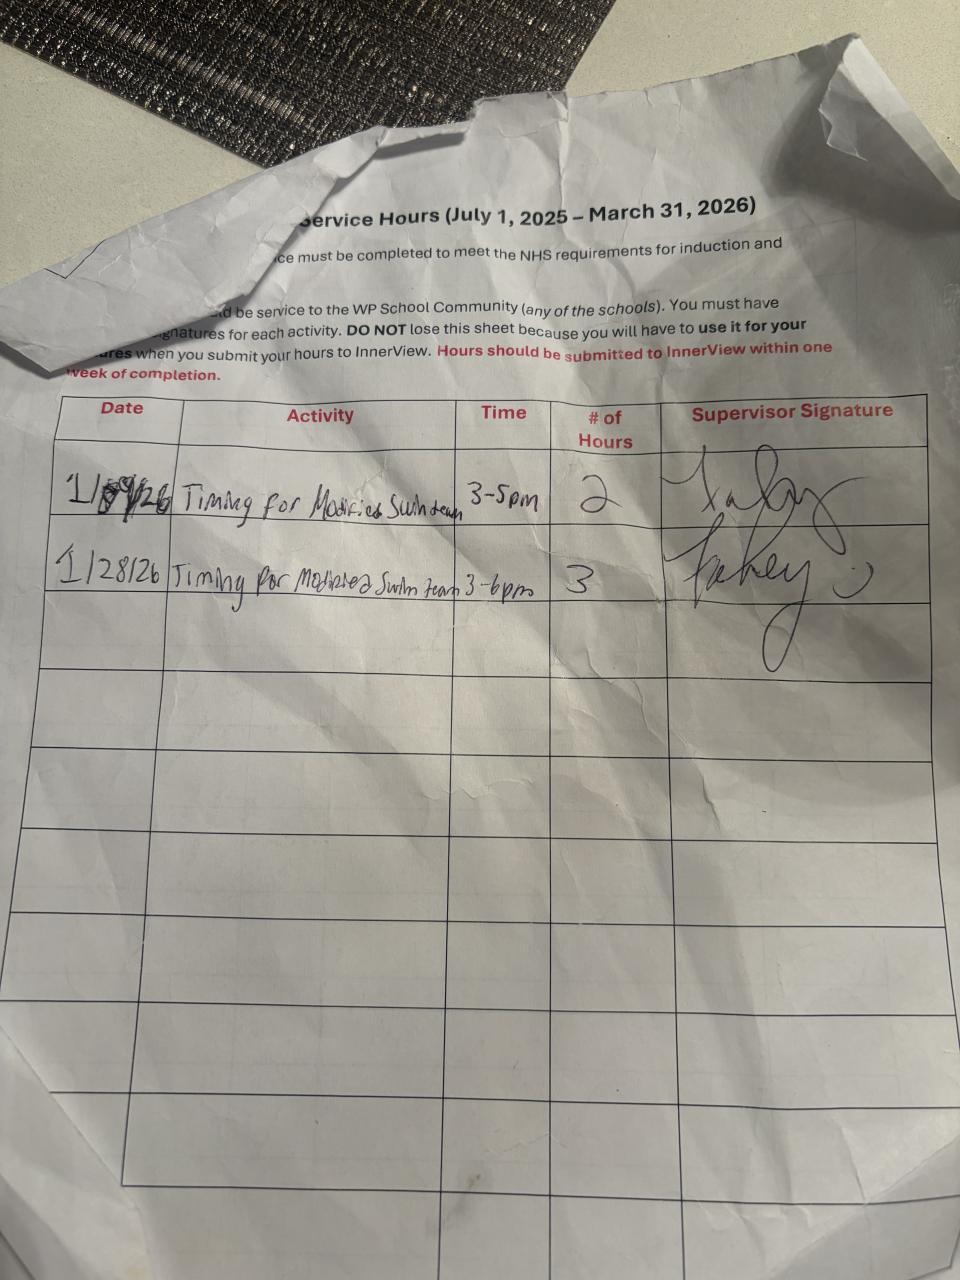 Service Hours (July 1, 2025 – March 31, 2026)
ce must be completed to meet the NHS requirements for induction and
ld be service to the WP School Community (any of the schools). You must have
gnatures for each activity. DO NOT lose this sheet because you will have to use it for your
ures when you submit your hours to InnerView. Hours should be submitted to InnerView within one
week of completion.
Date Activity Time # of Hours Supervisor Signature
1/ /26 Timing for Modified Swim team 3-5pm 2
1/28/26 Timing for Modified Swim team 3-6pm 3 Fahey :)